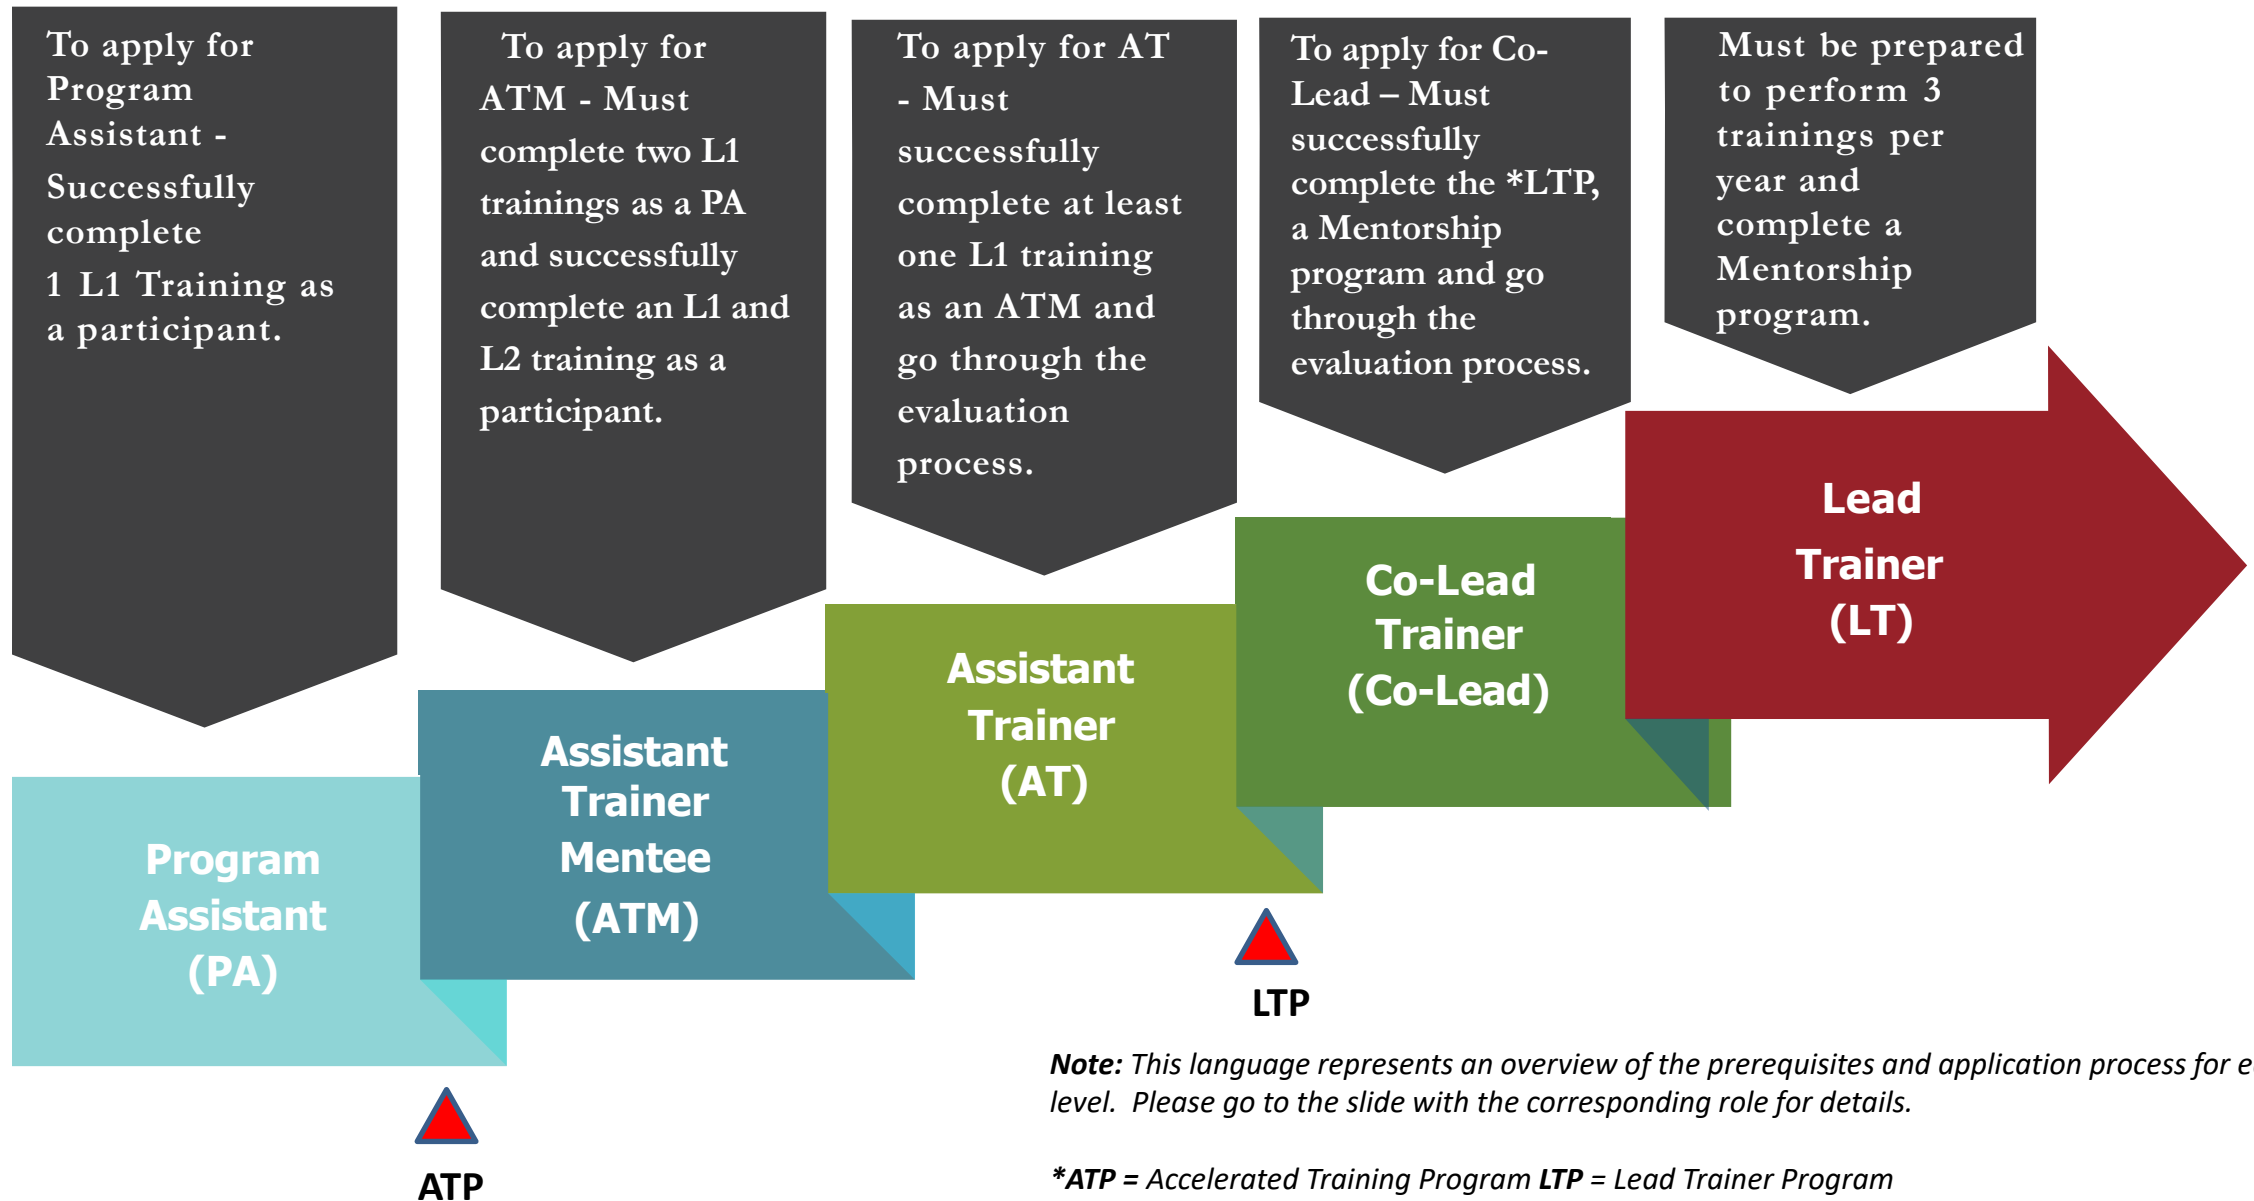 To apply for
Program
Assistant -
Successfully
complete
1 L1 Training as
a participant.
To apply for
ATM - Must
complete two L1
trainings as a PA
and successfully
complete an L1 and
L2 training as a
participant.
To apply for AT
- Must
successfully
complete at least
one L1 training
as an ATM and
go through the
evaluation
process.
To apply for Co-
Lead – Must
successfully
complete the *LTP,
a Mentorship
program and go
through the
evaluation process.
Must be prepared
to perform 3
trainings per
year and
complete a
Mentorship
program.
Program
Assistant
(PA)
Assistant
Trainer
Mentee
(ATM)
Assistant
Trainer
(AT)
Co-Lead
Trainer
(Co-Lead)
Lead
Trainer
(LT)
ATP
LTP
Note: This language represents an overview of the prerequisites and application process for
level.  Please go to the slide with the corresponding role for details.
*ATP = Accelerated Training Program LTP = Lead Trainer Program